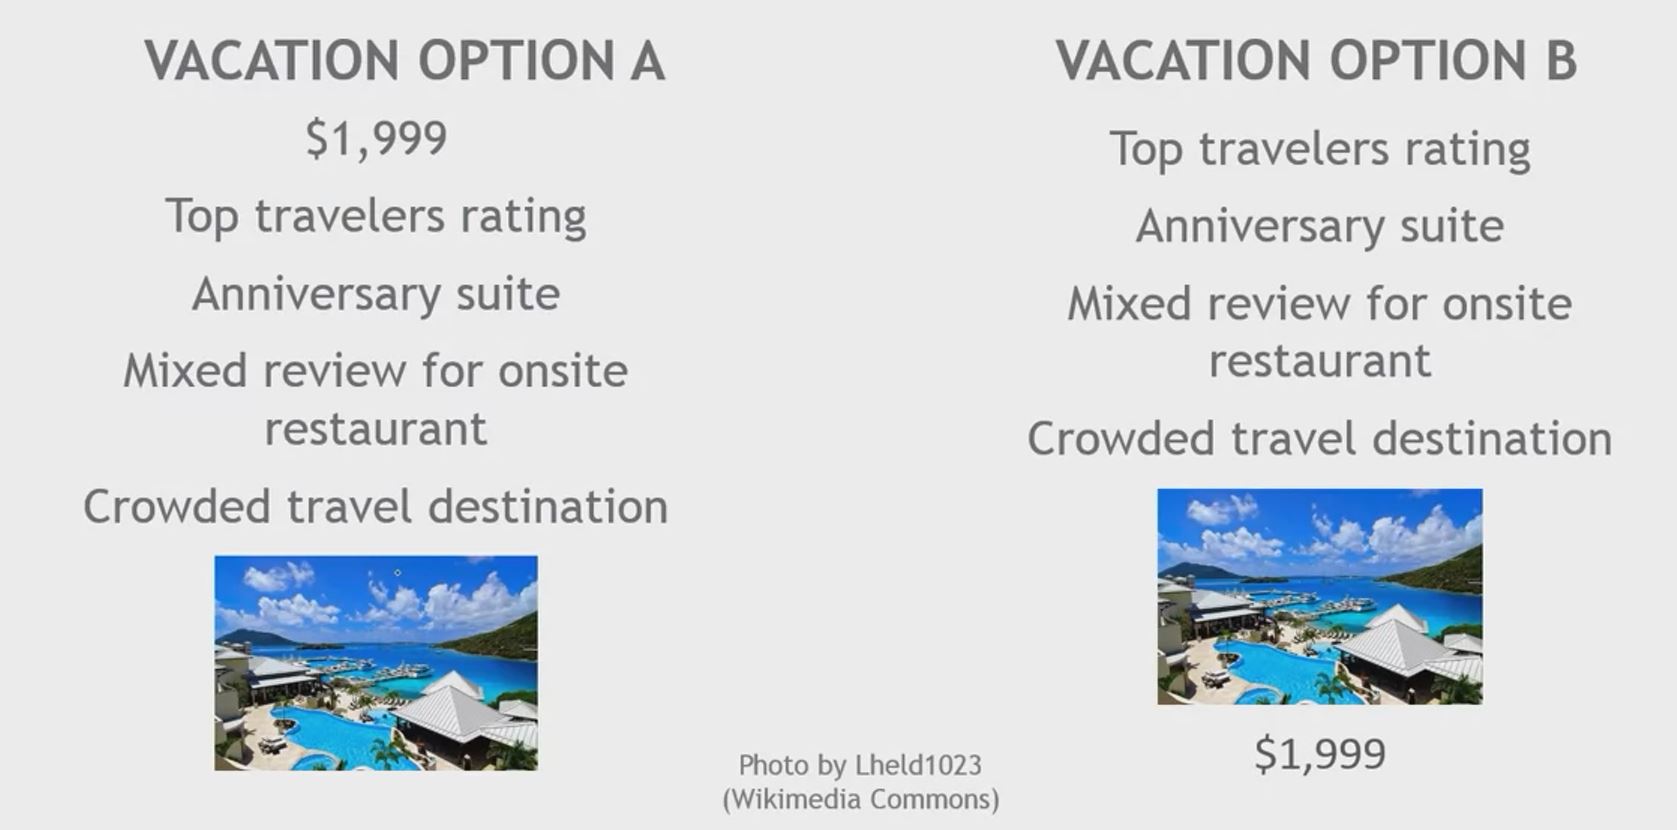 VACATION OPTION A
$1,999
Top travelers rating
Anniversary suite
Mixed review for onsite
restaurant
Crowded travel destination
VACATION OPTION B
Top travelers rating
Anniversary suite
Mixed review for onsite
restaurant
Crowded travel destination
$1,999
Photo by Lheld1023
(Wikimedia Commons)